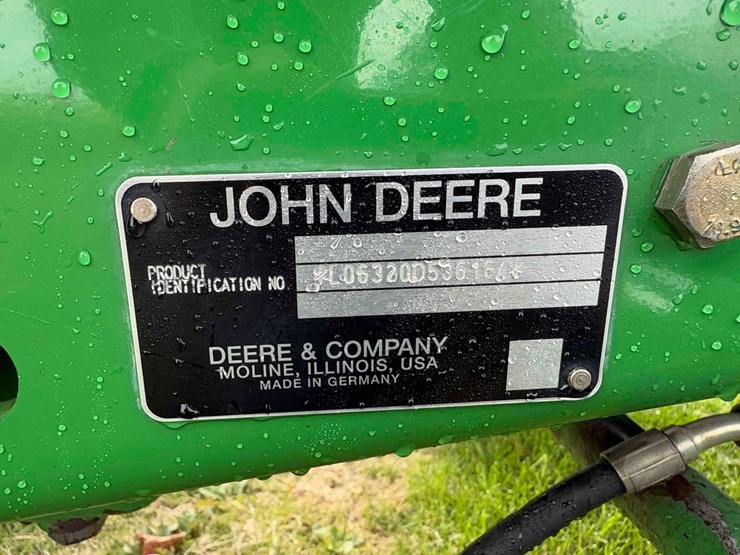 JOHN DEERE
PRODUCT
IDENTIFICATION NO.
DEERE & COMPANY
MOLINE, ILLINOIS, USA
MADE IN GERMANY